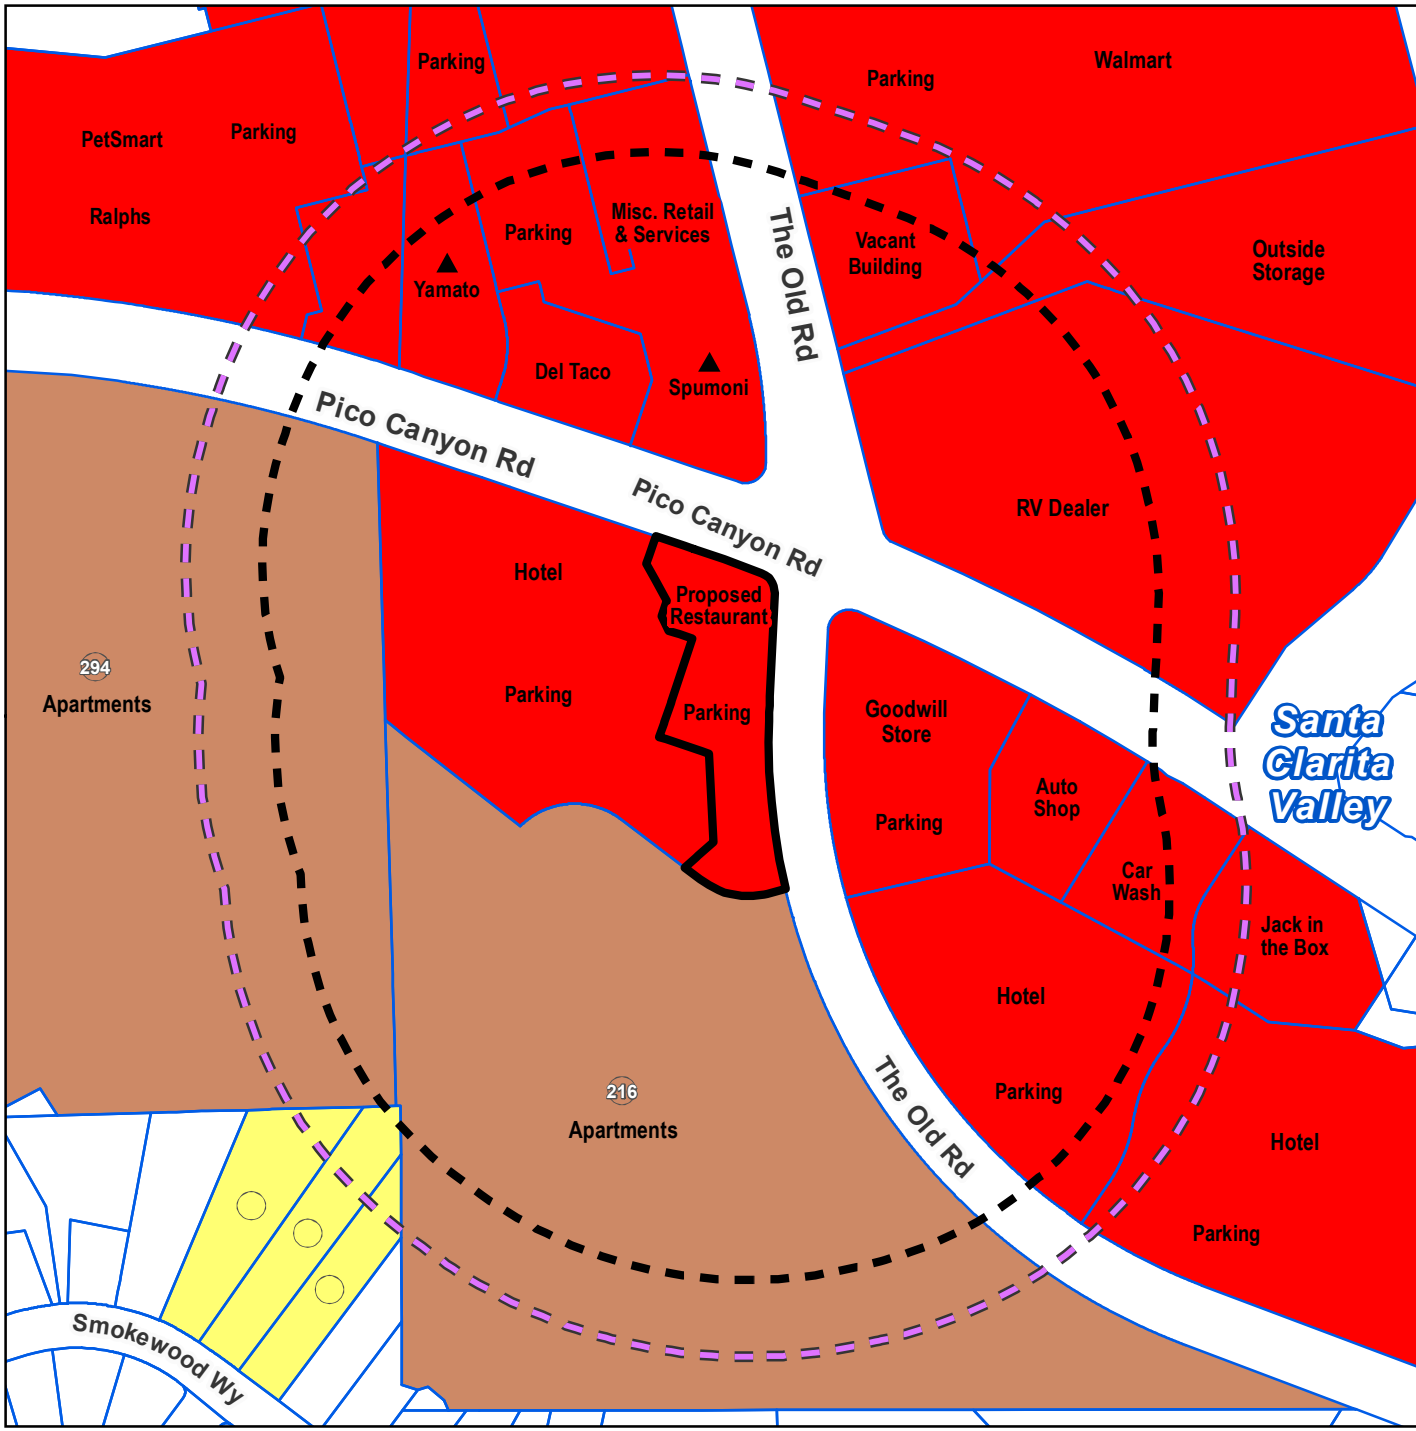 Parking
Walmart
Parking
PetSmart
Parking
Ralphs
Misc. Retail
& Services
Parking
The Old Rd
Vacant
Building
Outside
Storage
Yamato
Del Taco
Spumoni
Pico Canyon Rd
Pico Canyon Rd
RV Dealer
Hotel
Proposed
Restaurant
294
Apartments
Parking
Parking
Goodwill
Store
Santa
Clarita
Valley
Auto
Shop
Parking
Car
Wash
Jack in
the Box
Hotel
The Old Rd
Parking
216
Apartments
Hotel
Parking
Smokewood Wy